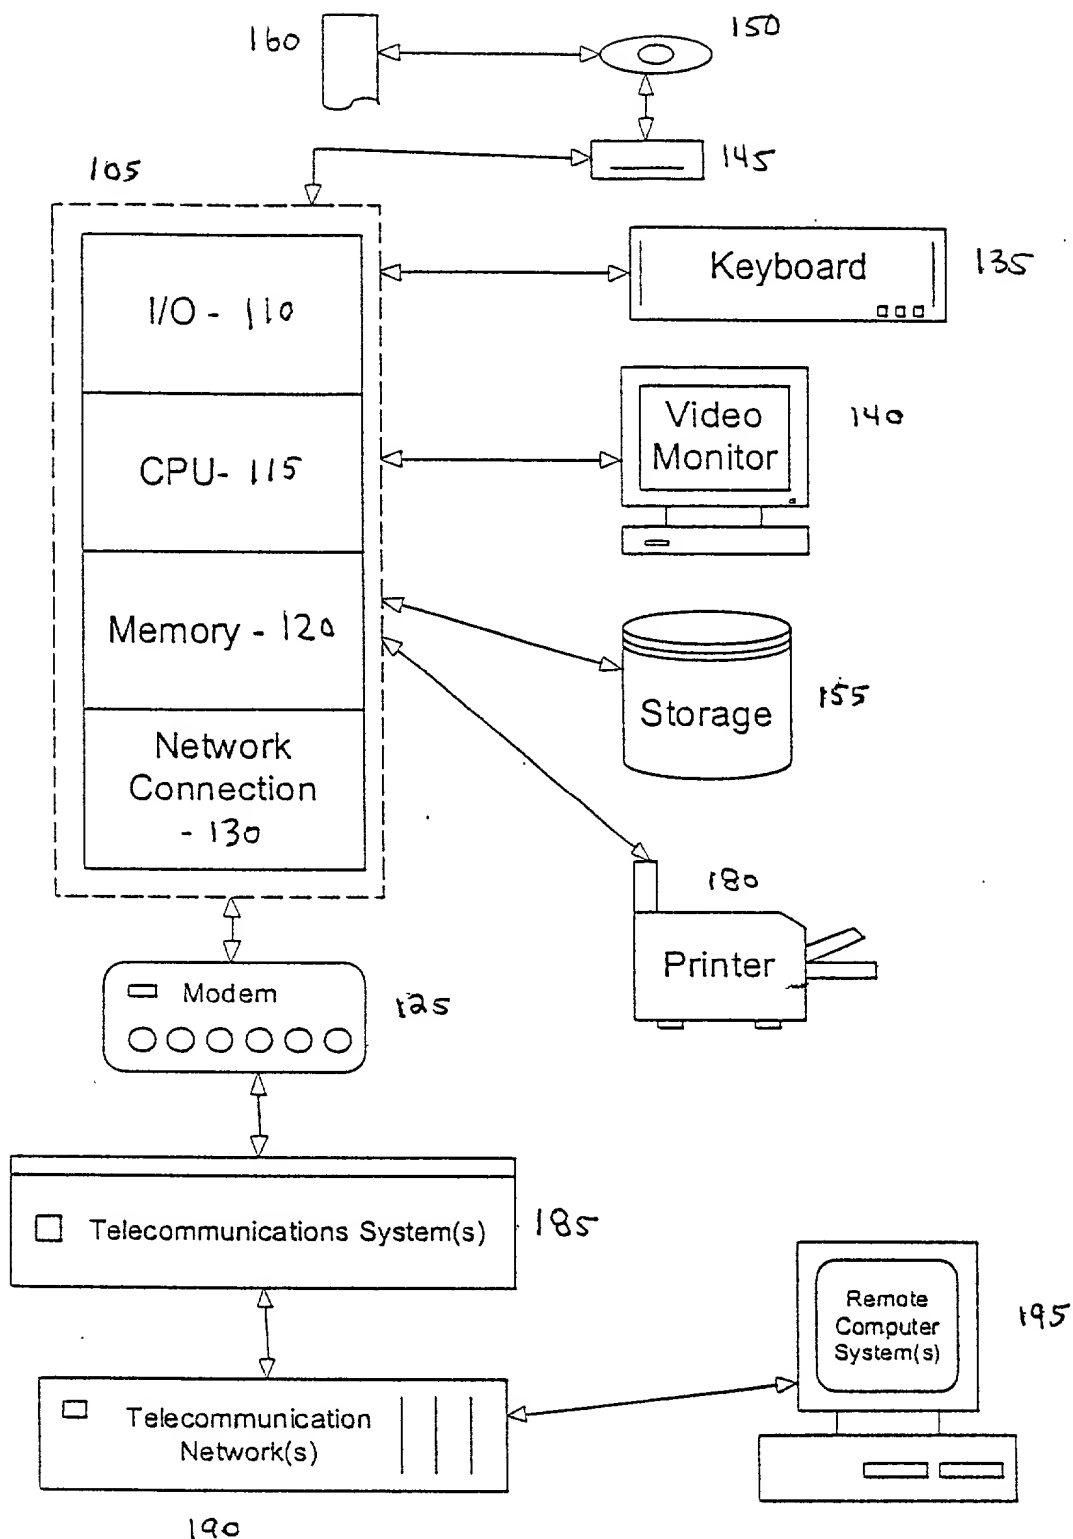 160
150
145
105
Keyboard
135
I/O - 110
Video
Monitor
140
CPU- 115
Memory - 120
Storage
155
Network
Connection
- 130
180
Printer
Modem
125
Telecommunications System(s)
185
Remote
Computer
System(s)
195
Telecommunication
Network(s)
190